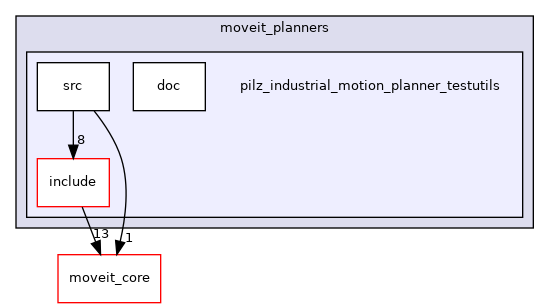 moveit_planners
src
doc
pilz_industrial_motion_planner_testutils
8
include
13
1
moveit_core